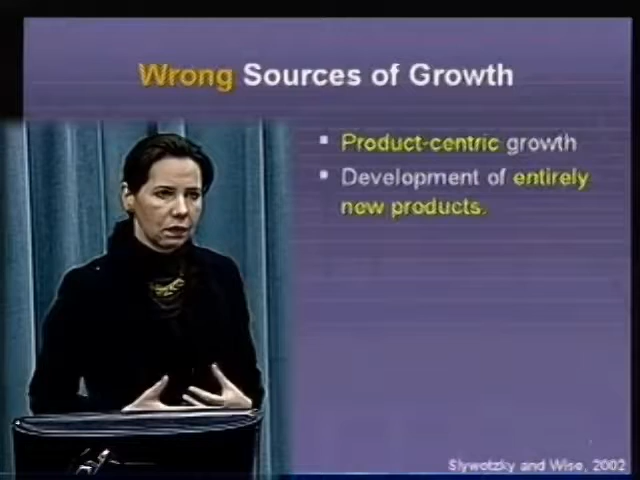 Wrong Sources of Growth
Product-centric growth
Development of entirely
new products.
Slywotzky and Wise, 2002